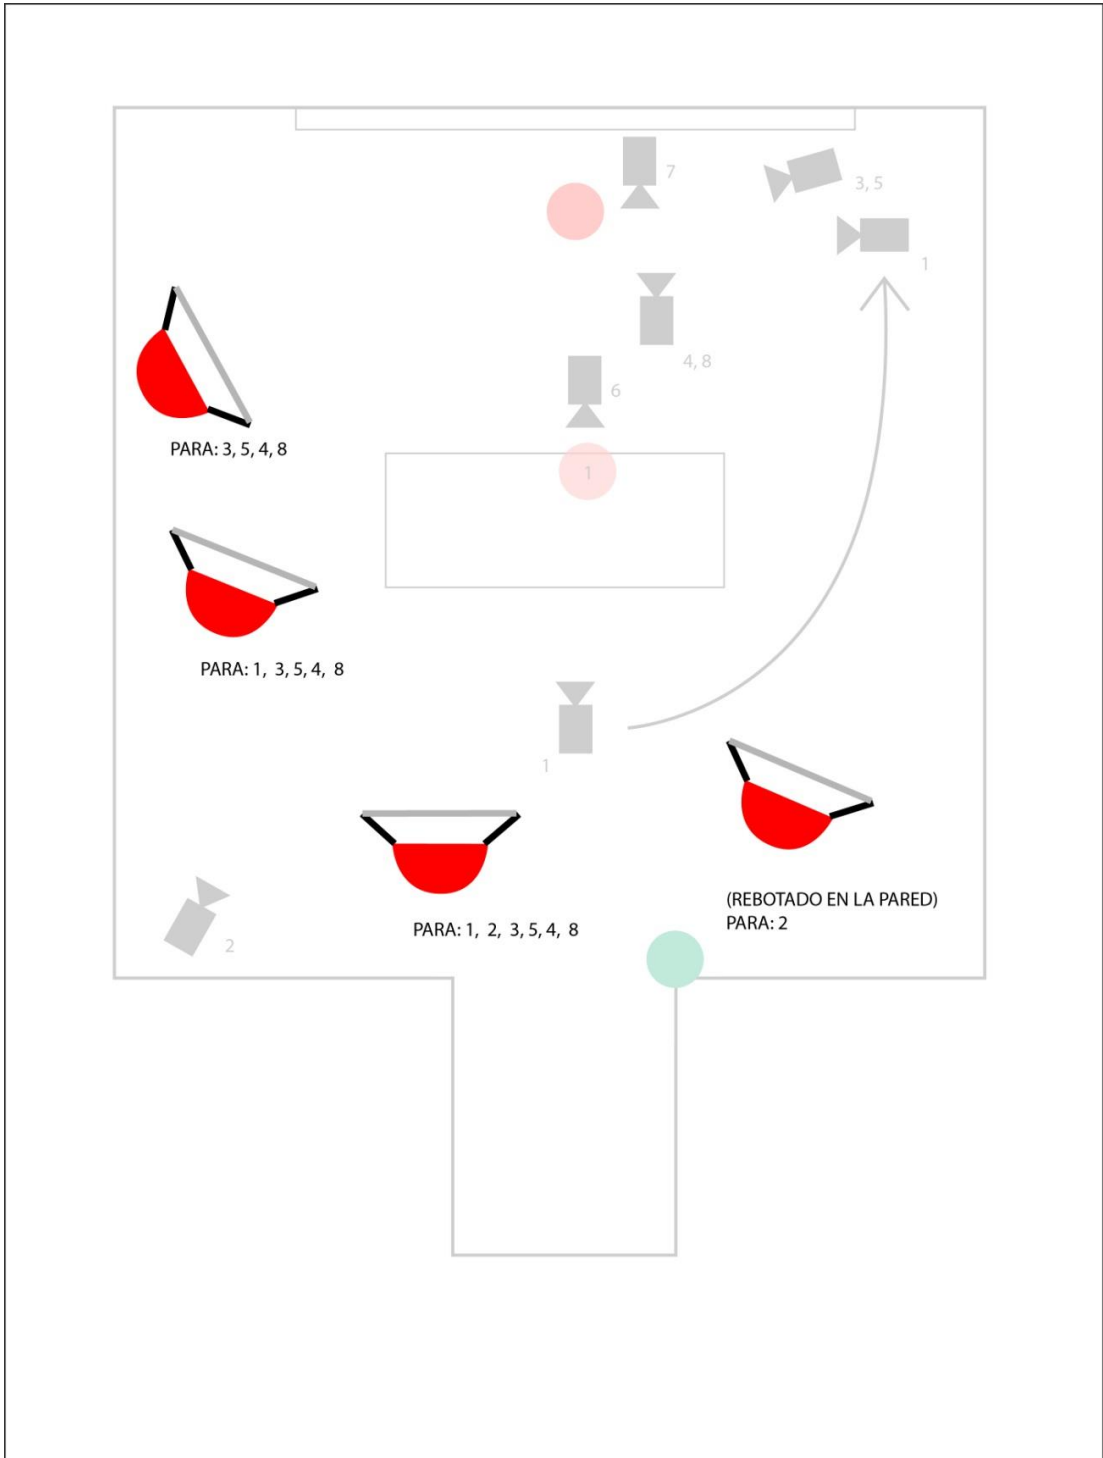 7
3, 5
1
4, 8
6
PARA: 3, 5, 4, 8
1
PARA: 1, 3, 5, 4, 8
1
(REBOTADO EN LA PARED)
PARA: 2
PARA: 1, 2, 3, 5, 4, 8
2